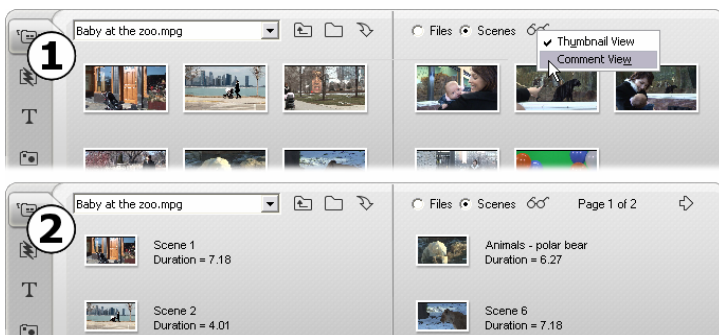 1
Baby at the zoo.mpg
Files Scenes
Thumbnail View
Comment View
T
2
Baby at the zoo.mpg
Files Scenes Page 1 of 2
Scene 1
Duration = 7.18
Animals - polar bear
Duration = 6.27
T
Scene 2
Duration = 4.01
Scene 6
Duration = 7.18